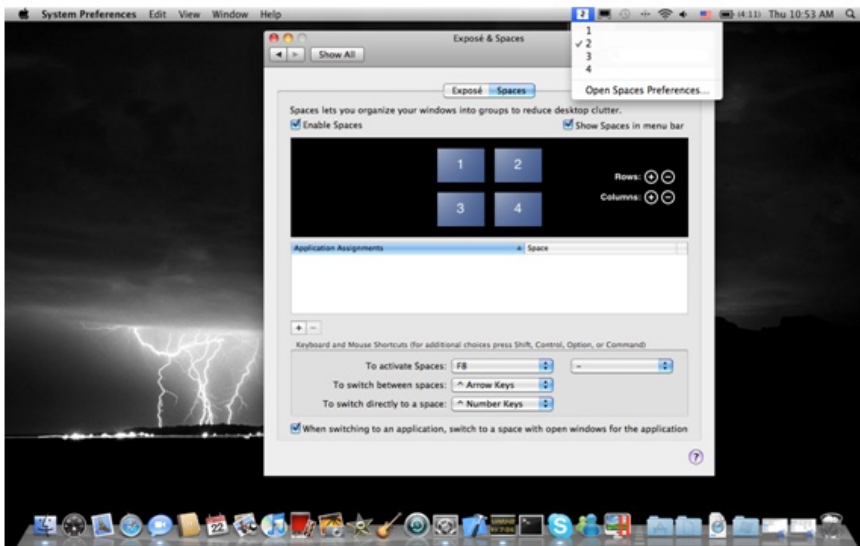 System Preferences Edit View Window Help
2 (4:11) Thu 10:53 AM
1
✓ 2
3
4
Open Spaces Preferences...
Exposé & Spaces
Show All
Exposé Spaces
Spaces lets you organize your windows into groups to reduce desktop clutter.
Enable Spaces Show Spaces in menu bar
1 2
3 4
Rows:
Columns:
Application Assignments Space
+ −
Keyboard and Mouse Shortcuts (for additional choices press Shift, Control, Option, or Command)
To activate Spaces: F8 –
To switch between spaces: ^ Arrow Keys
To switch directly to a space: ^ Number Keys
When switching to an application, switch to a space with open windows for the application
?
22